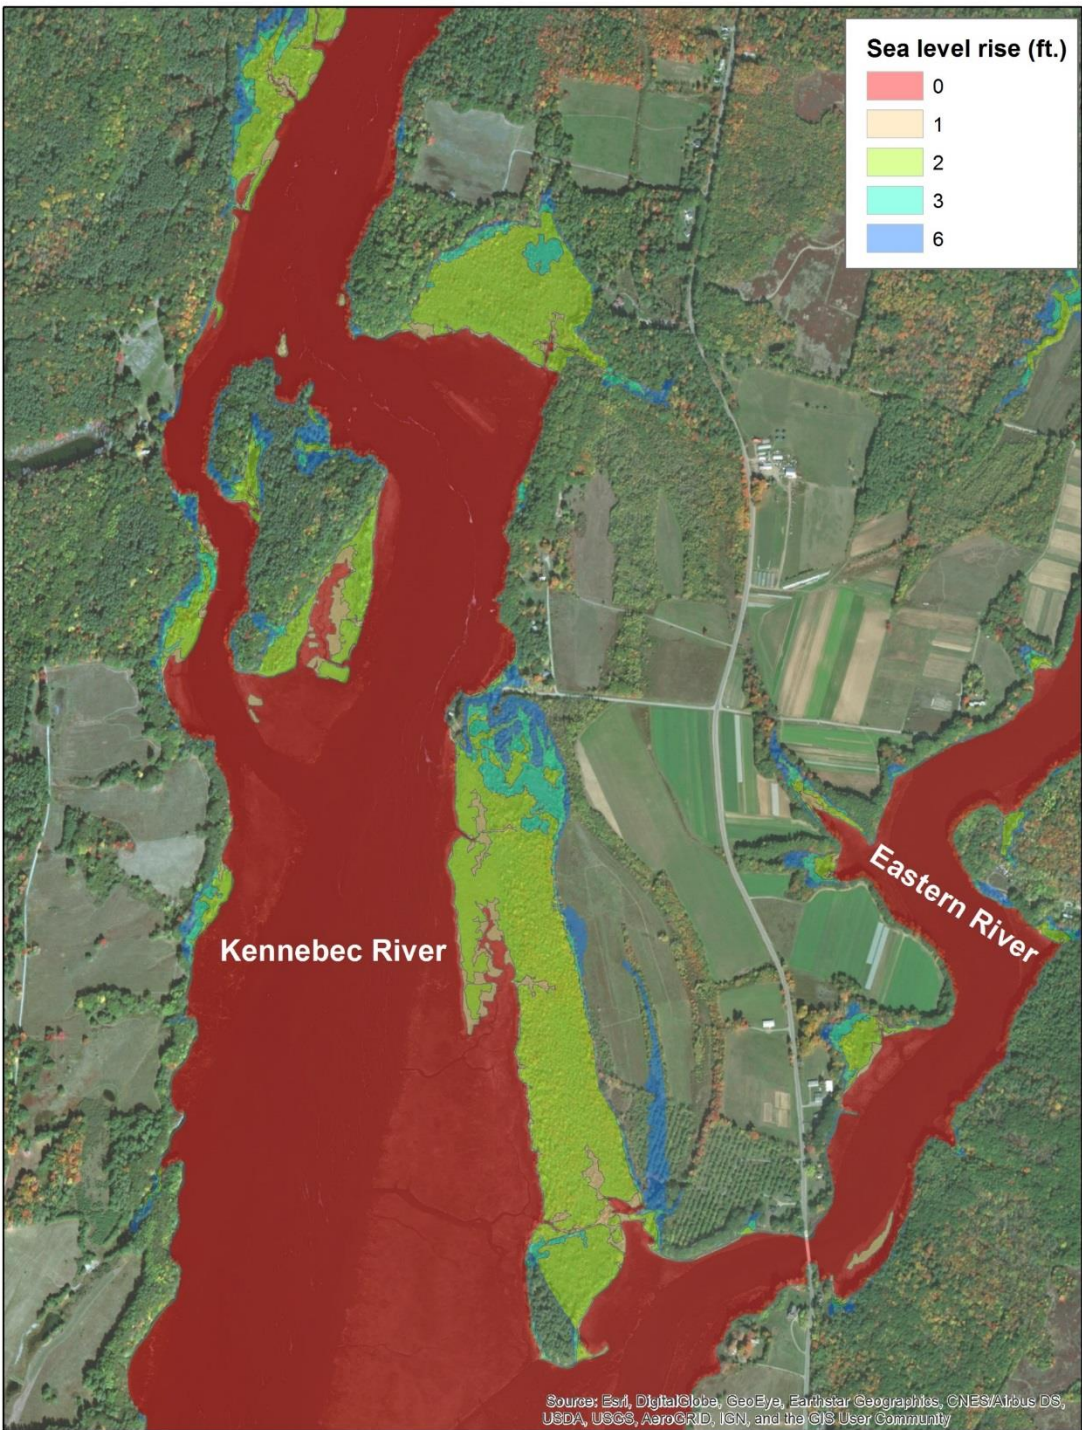 Sea level rise (ft.)
0
1
2
3
6
Eastern River
Kennebec River
Source: Esri, DigitalGlobe, GeoEye, Earthstar Geographics, CNES/Airbus DS,
USDA, USGS, AeroGRID, IGN, and the GIS User Community